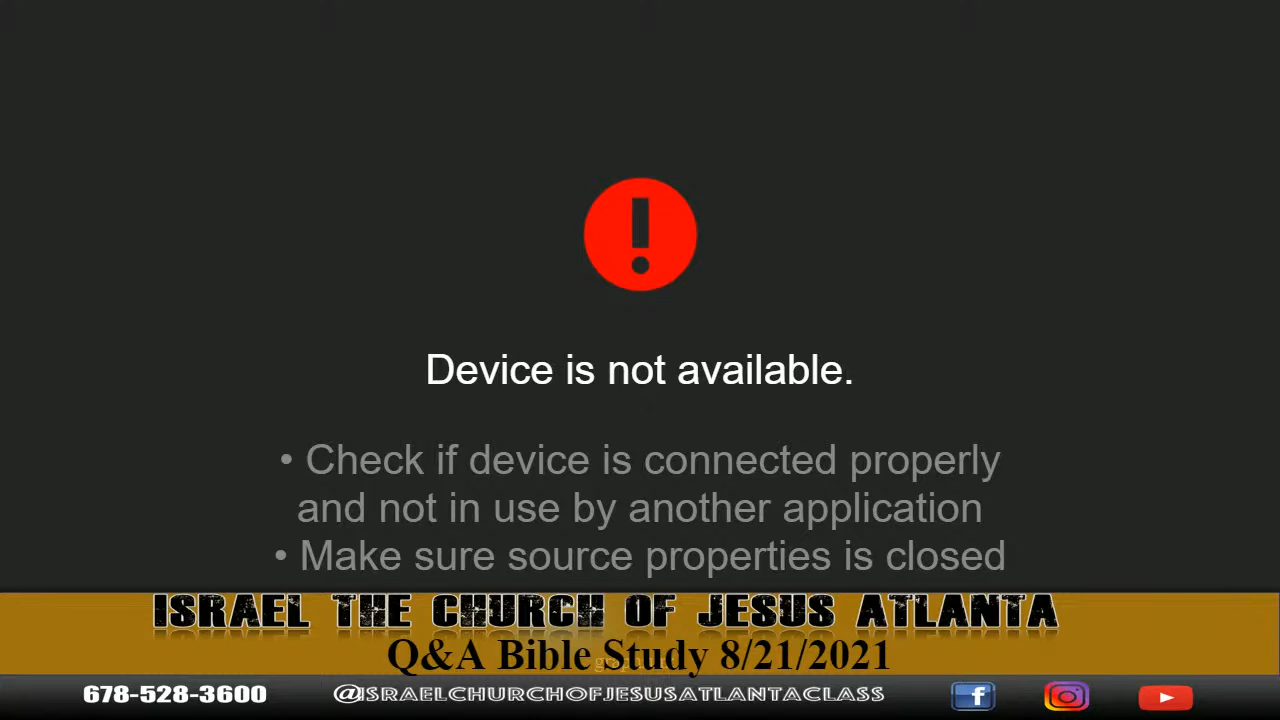 Device is not available.
• Check if device is connected properly
and not in use by another application
• Make sure source properties is closed
ISRAEL THE CHURCH OF JESUS ATLANTA
Q&A Bible Study 8/21/2021
678-528-3600 @ISRAELCHURCHOFJESUSATLANTACLASS